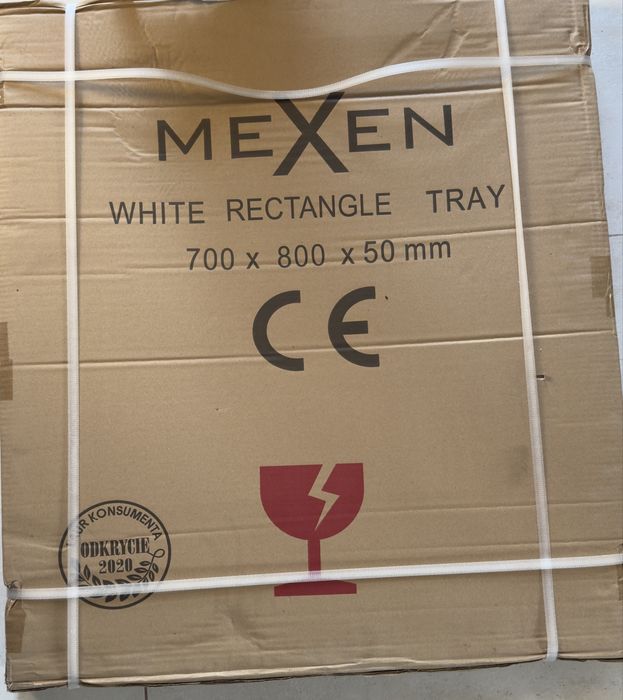 MEXEN
WHITE RECTANGLE TRAY
700 x 800 x 50 mm
CE
KONSUMENTA
ODKRYCIE
2020